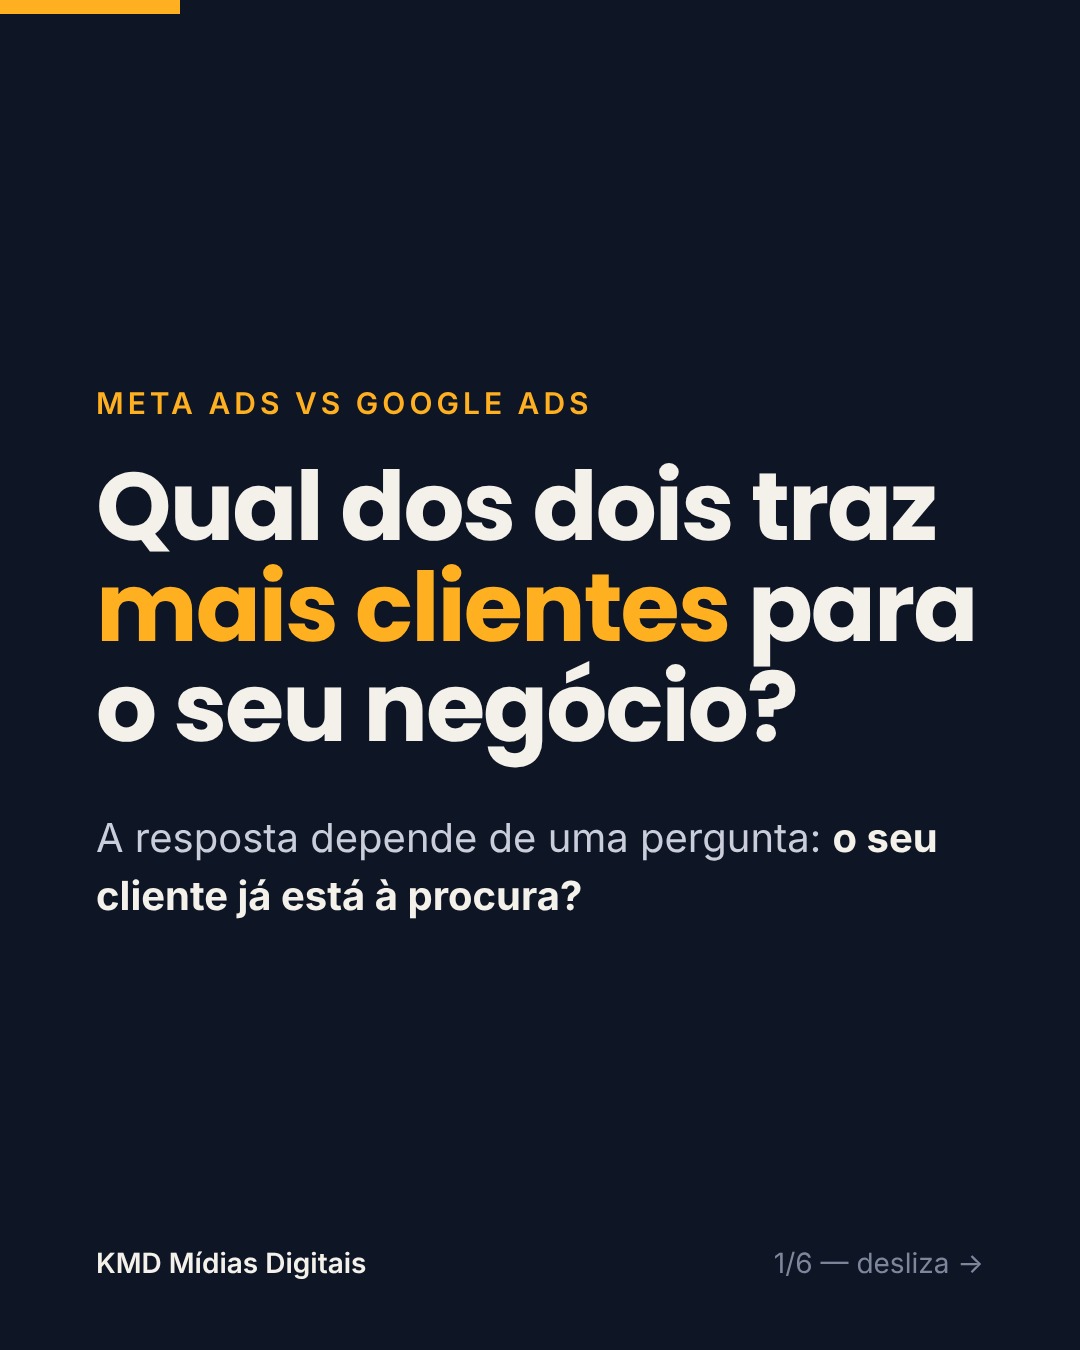 META ADS VS GOOGLE ADS
Qual dos dois traz
mais clientes para
o seu negócio?
A resposta depende de uma pergunta: o seu
cliente já está à procura?
KMD Mídias Digitais
1/6 — desliza →